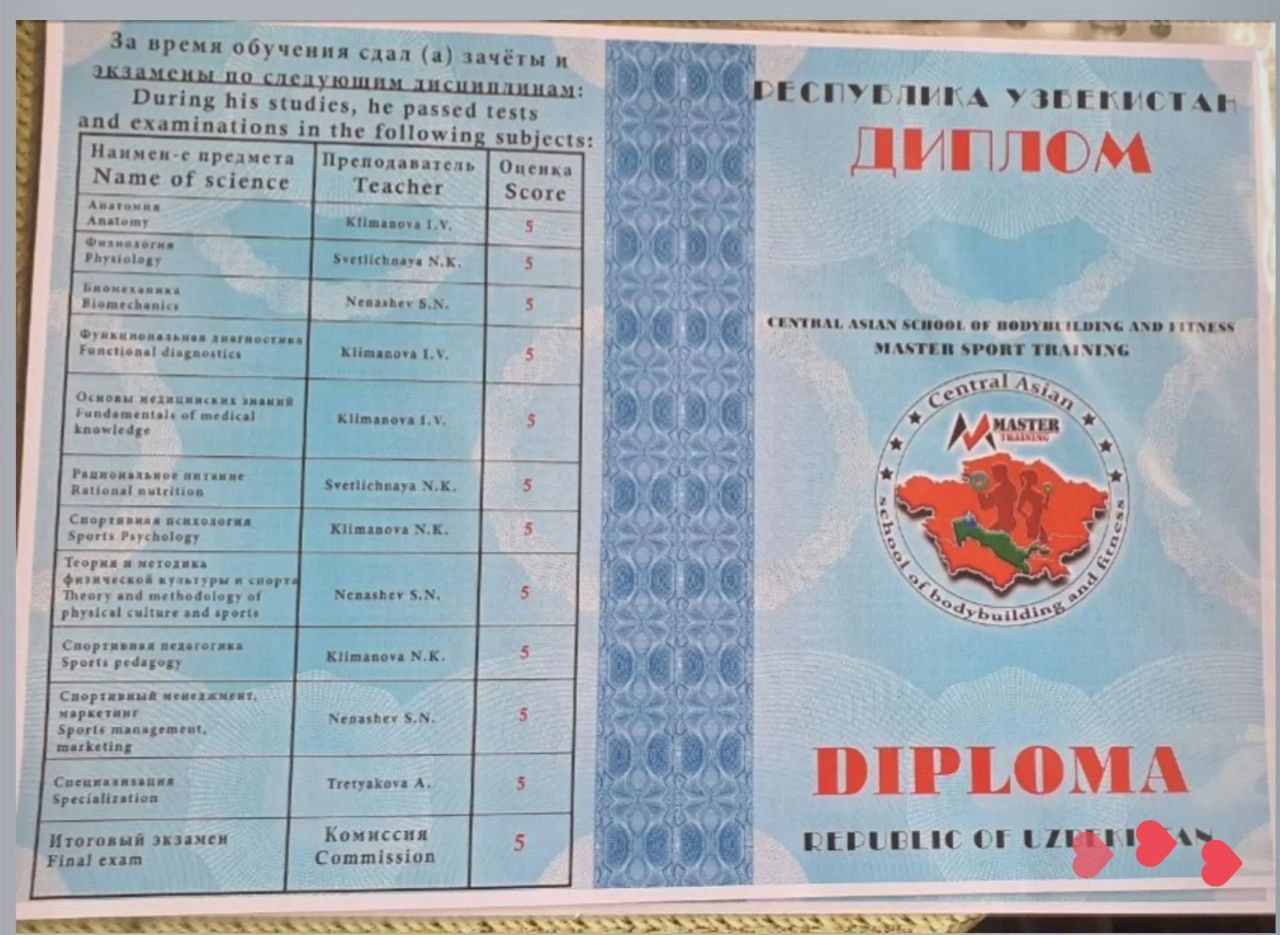 За время обучения сдал (а) зачёты и
экзамены по следующим дисциплинам:
During his studies, he passed tests
and examinations in the following subjects:
Наимен-е предмета
Name of science
Преподаватель
Teacher
Оценка
Score
Анатомия
Anatomy
Klimanova I.V.
5
Физиология
Physiology
Svetlichnaya N.K.
5
Биомеханика
Biomechanics
Nenashev S.N.
5
Функциональная диагностика
Functional diagnostics
Klimanova I.V.
5
Основы медицинских знаний
Fundamentals of medical
knowledge
Klimanova I.V.
5
Рациональное питание
Rational nutrition
Svetlichnaya N.K.
5
Спортивная психология
Sports Psychology
Klimanova N.K.
5
Теория и методика
физической культуры и спорта
Theory and methodology of
physical culture and sports
Nenashev S.N.
5
Спортивная педагогика
Sports pedagogy
Klimanova N.K.
5
Спортивный менеджмент,
маркетинг
Sports management,
marketing
Nenashev S.N.
5
Специализация
Specialization
Tretyakova A.
5
Итоговый экзамен
Final exam
Комиссия
Commission
5
РЕСПУБЛИКА УЗБЕКИСТАН
ДИПЛОМ
CENTRAL ASIAN SCHOOL OF BODYBUILDING AND FITNESS
MASTER SPORT TRAINING
Central Asian
MASTER
TRAINING
school of bodybuilding and fitness
DIPLOMA
REPUBLIC OF UZBEKISTAN